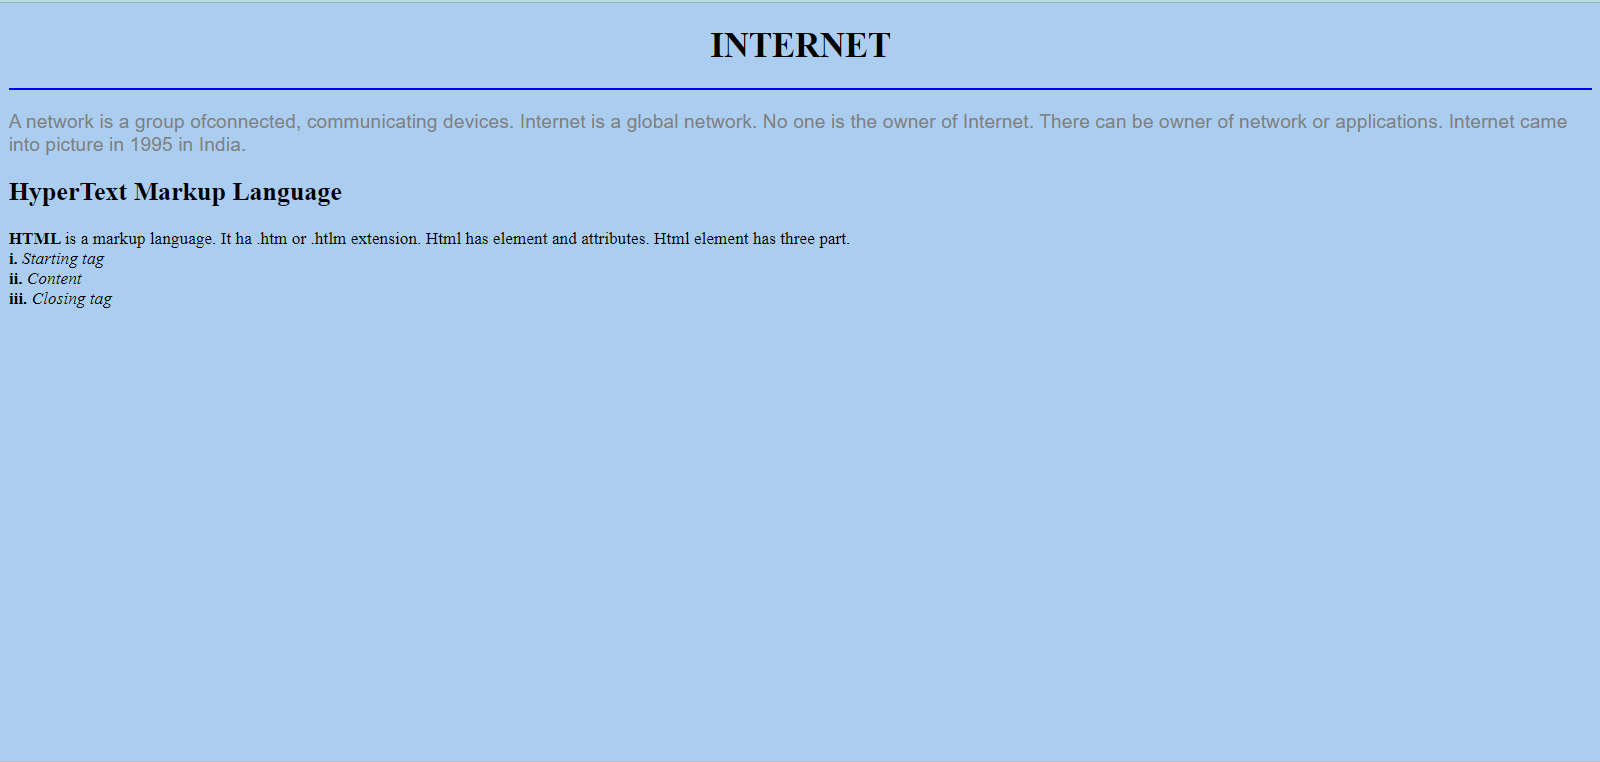 INTERNET
A network is a group ofconnected, communicating devices. Internet is a global network. No one is the owner of Internet. There can be owner of network or applications. Internet came
into picture in 1995 in India.
HyperText Markup Language
HTML is a markup language. It ha .htm or .htlm extension. Html has element and attributes. Html element has three part.
i. Starting tag
ii. Content
iii. Closing tag